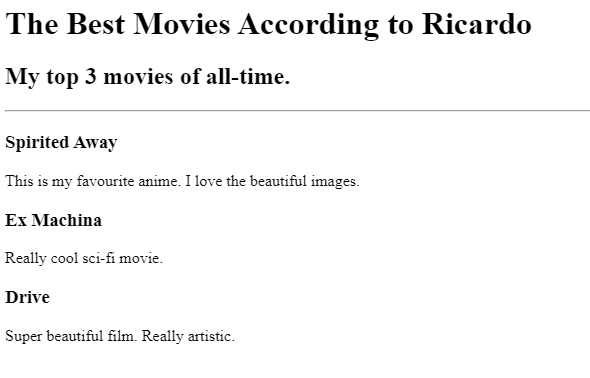 The Best Movies According to Ricardo
My top 3 movies of all-time.
Spirited Away
This is my favourite anime. I love the beautiful images.
Ex Machina
Really cool sci-fi movie.
Drive
Super beautiful film. Really artistic.